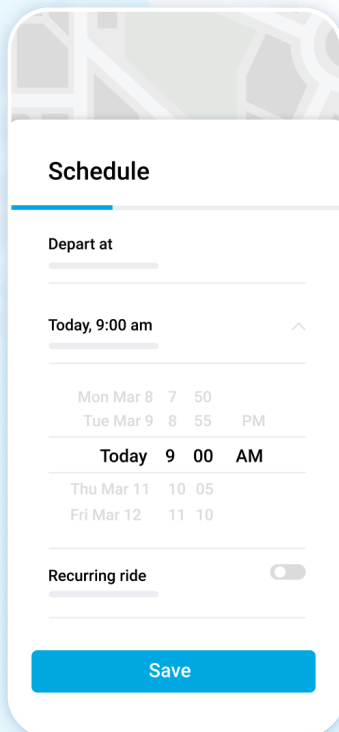 Schedule
Depart at
Today, 9:00 am
Mon Mar 8 7 50
Tue Mar 9 8 55 PM
Today 9 00 AM
Thu Mar 11 10 05
Fri Mar 12 11 10
Recurring ride
Save